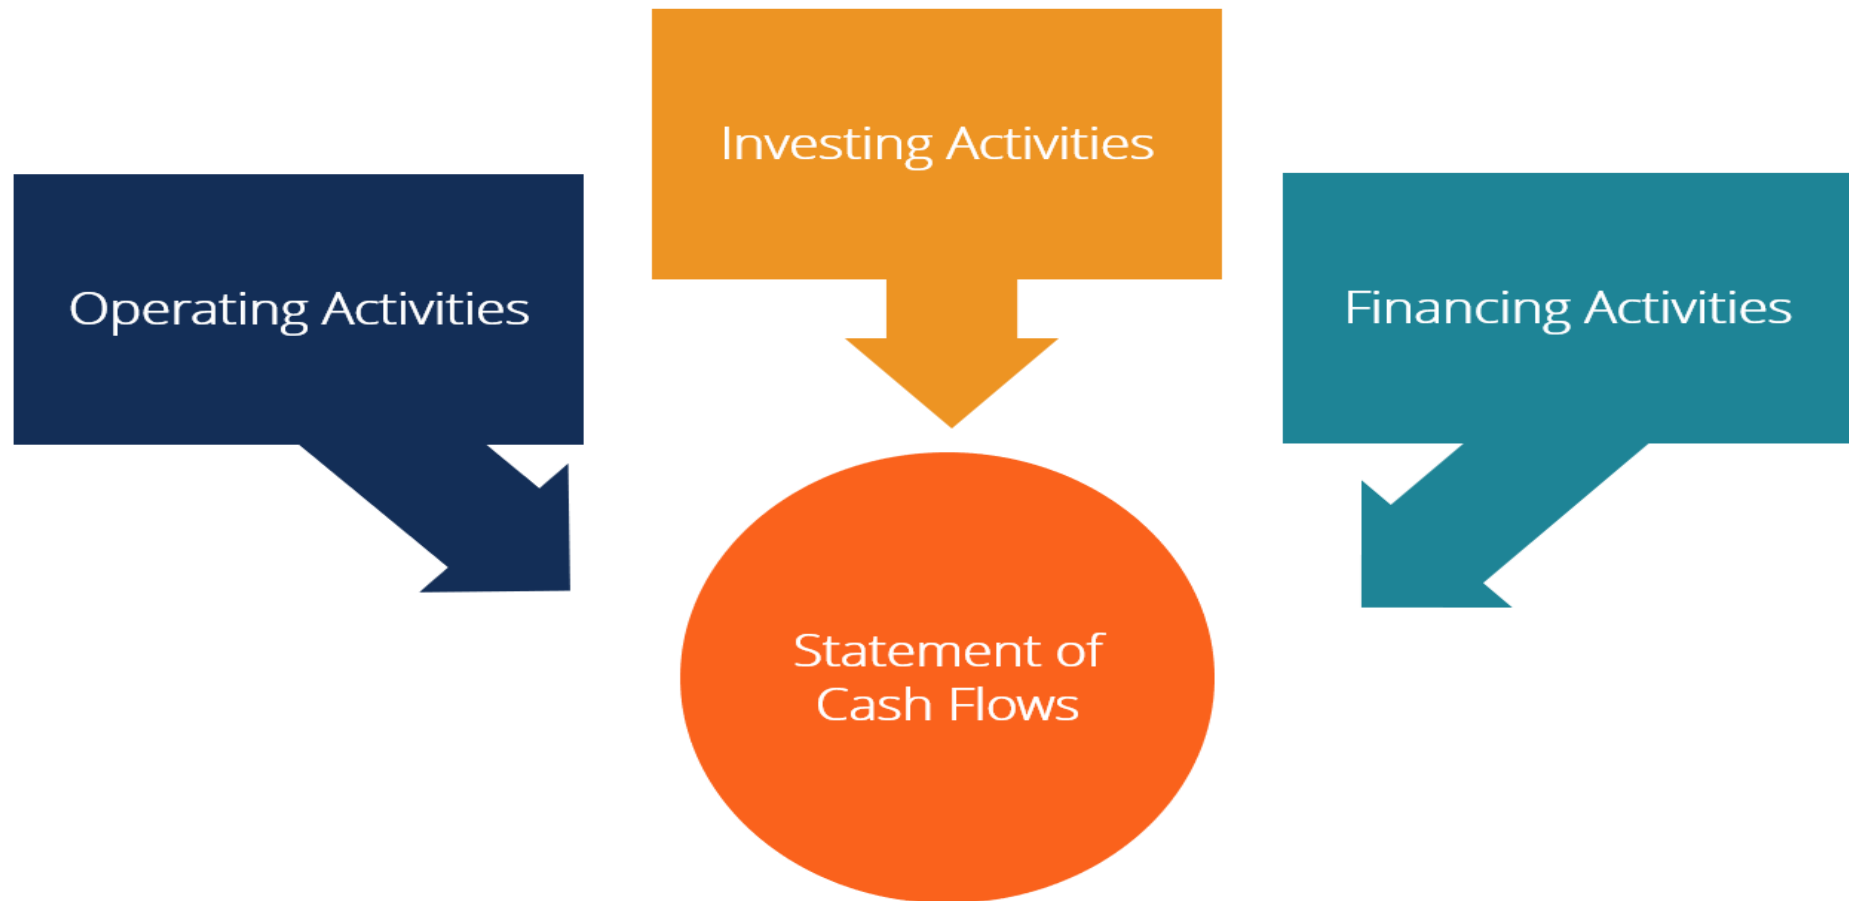 Investing Activities
Operating Activities
Financing Activities
Statement of
Cash Flows